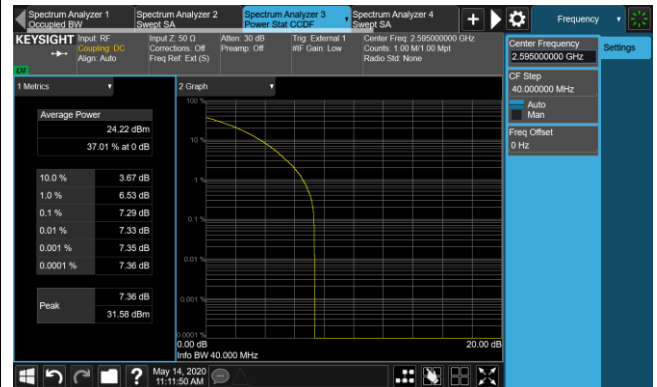 Spectrum Analyzer 1
Occupied BW
Spectrum Analyzer 2
Swept SA
Spectrum Analyzer 3
Power Stat CCDF
Spectrum Analyzer 4
Swept SA
Frequency
KEYSIGHT
Input: RF
Coupling: DC
Align: Auto
Input Z: 50 Ω
Corrections: Off
Freq Ref: Ext (S)
Atten: 30 dB
Preamp: Off
Trig: External 1
#IF Gain: Low
Center Freq: 2.595000000 GHz
Counts: 1.00 M/1.00 Mpt
Radio Std: None
Center Frequency
2.595000000 GHz
Settings
CF Step
40.000000 MHz
Auto
Man
Freq Offset
0 Hz
1 Metrics
2 Graph
Average Power
24.22 dBm
37.01 % at 0 dB
10.0 % 3.67 dB
1.0 % 6.53 dB
0.1 % 7.29 dB
0.01 % 7.33 dB
0.001 % 7.35 dB
0.0001 % 7.36 dB
Peak
7.36 dB
31.58 dBm
100 %
10 %
1 %
0.1 %
0.01 %
0.001 %
0.0001 %
0.00 dB
20.00 dB
Info BW 40.000 MHz
?
May 14, 2020
11:11:50 AM